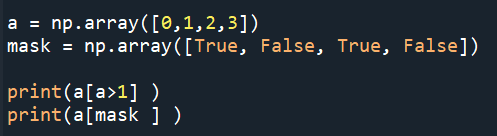 a = np.array([0,1,2,3])
mask = np.array([True, False, True, False])
print(a[a>1] )
print(a[mask ] )